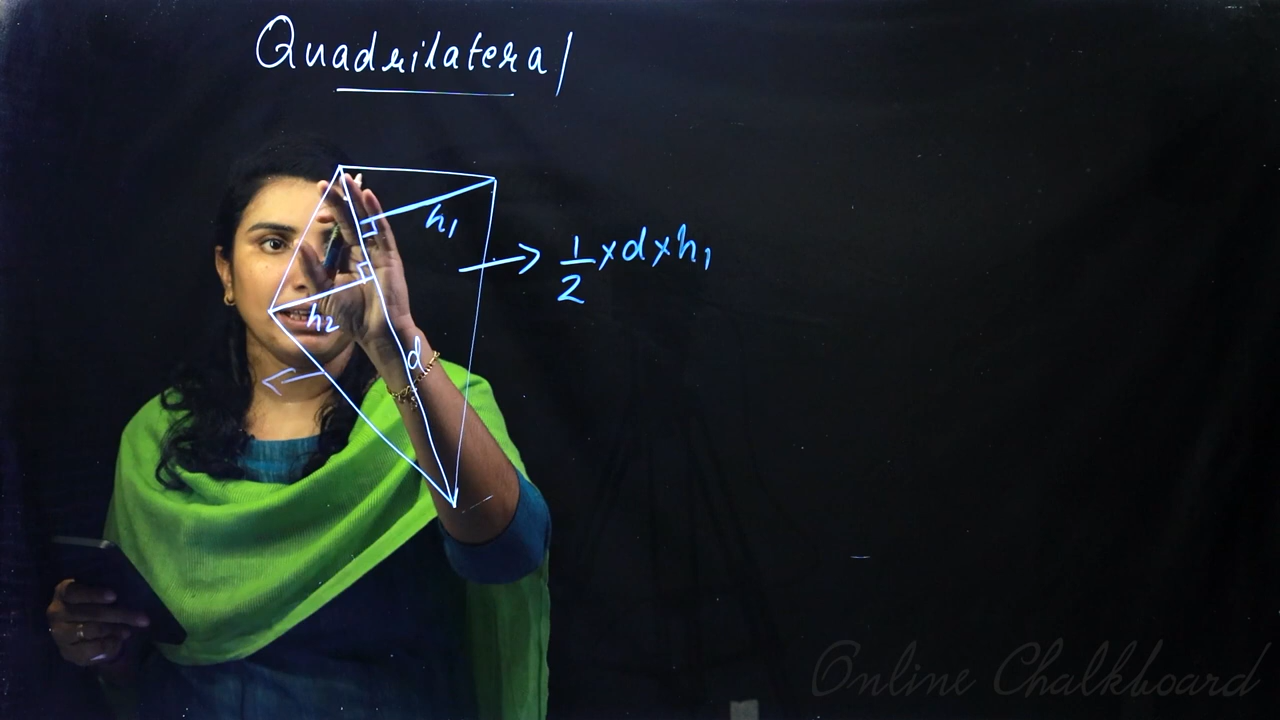 Quadrilateral
h1
→ 1/2 × d × h1
h2
d
Online Chalkboard